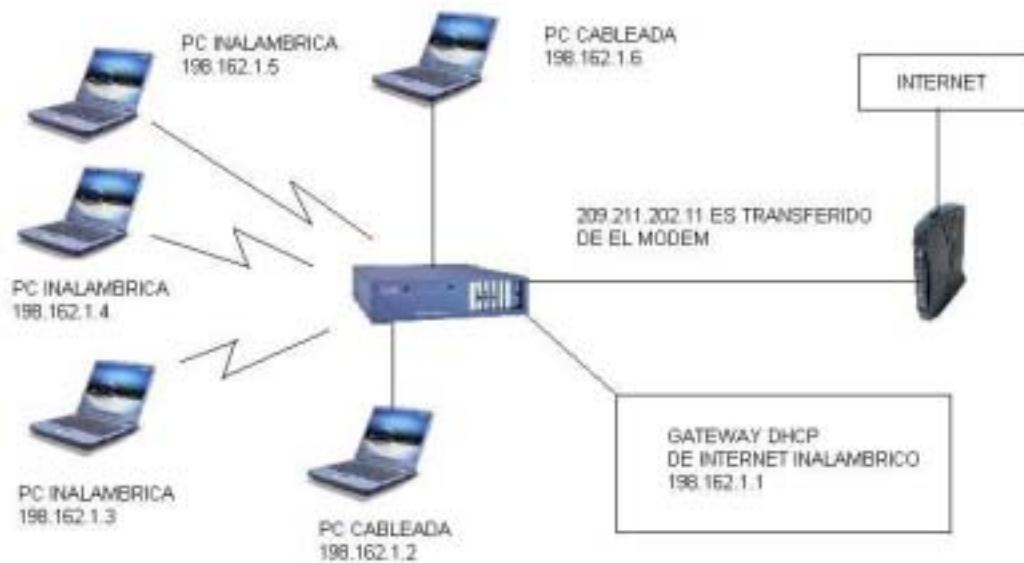 PC INALAMBRICA
198.162.1.5
PC CABLEADA
198.162.1.6
INTERNET
209.211.202.11 ES TRANSFERIDO
DE EL MODEM
PC INALAMBRICA
198.162.1.4
GATEWAY DHCP
DE INTERNET INALAMBRICO
198.162.1.1
PC INALAMBRICA
198.162.1.3
PC CABLEADA
198.162.1.2